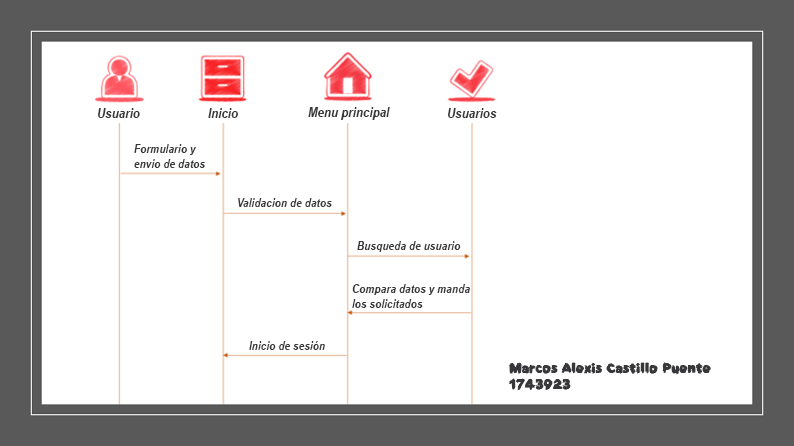 Usuario
Inicio
Menu principal
Usuarios
Formulario y
envio de datos
Validacion de datos
Busqueda de usuario
Compara datos y manda
los solicitados
Inicio de sesión
Marcos Alexis Castillo Puente
1743923